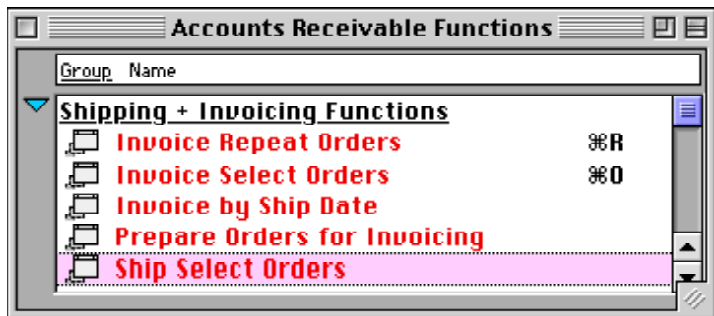 Accounts Receivable Functions
Group Name
Shipping + Invoicing Functions
Invoice Repeat Orders ⌘R
Invoice Select Orders ⌘O
Invoice by Ship Date
Prepare Orders for Invoicing
Ship Select Orders